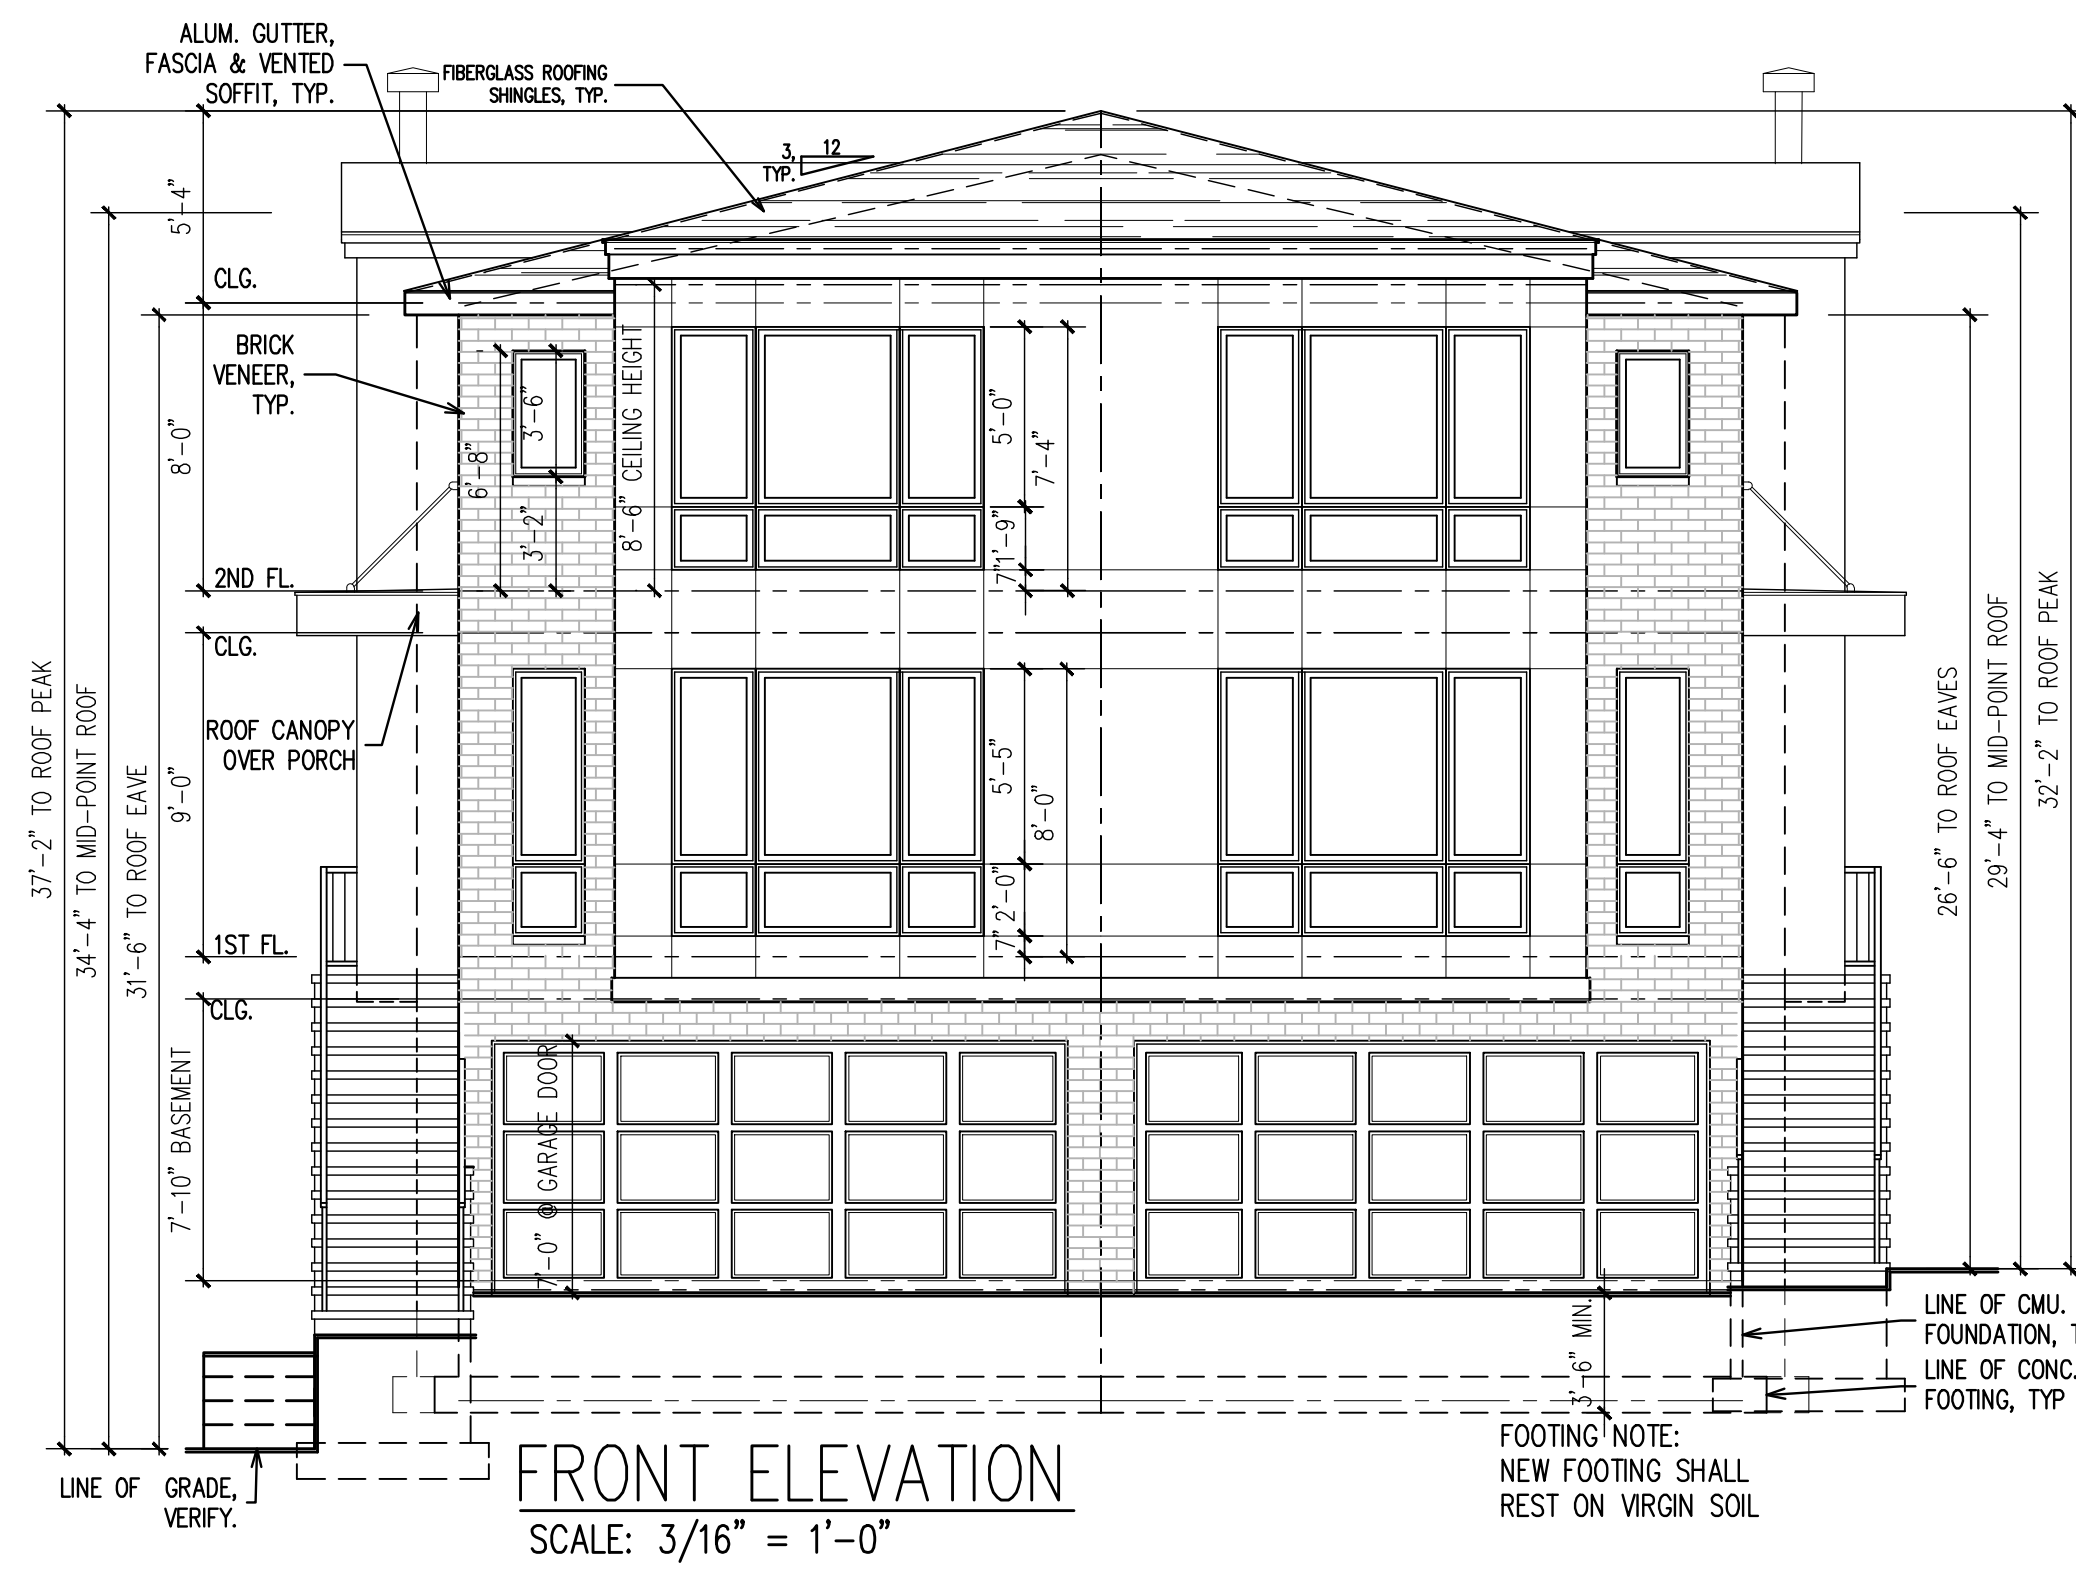 ALUM. GUTTER,
FASCIA & VENTED
SOFFIT, TYP.
FIBERGLASS ROOFING
SHINGLES, TYP.
3,
12
TYP.
5'-4"
CLG.
BRICK
VENEER,
TYP.
8'-0"
6'-8"
3'-6"
3'-2"
8'-6" CEILING HEIGHT
5'-0"
7'-4"
1'-9"
7"
2ND FL.
CLG.
ROOF CANOPY
OVER PORCH
9'-0"
5'-5"
8'-0"
2'-0"
7"
1ST FL.
CLG.
7'-10" BASEMENT
7'-0" @ GARAGE DOOR
37'-2" TO ROOF PEAK
34'-4" TO MID-POINT ROOF
31'-6" TO ROOF EAVE
26'-6" TO ROOF EAVES
29'-4" TO MID-POINT ROOF
32'-2" TO ROOF PEAK
3'-6" MIN.
LINE OF CMU.
FOUNDATION, T
LINE OF CONC.
FOOTING, TYP
FOOTING NOTE:
NEW FOOTING SHALL
REST ON VIRGIN SOIL
LINE OF GRADE,
VERIFY.
FRONT ELEVATION
SCALE: 3/16" = 1'-0"